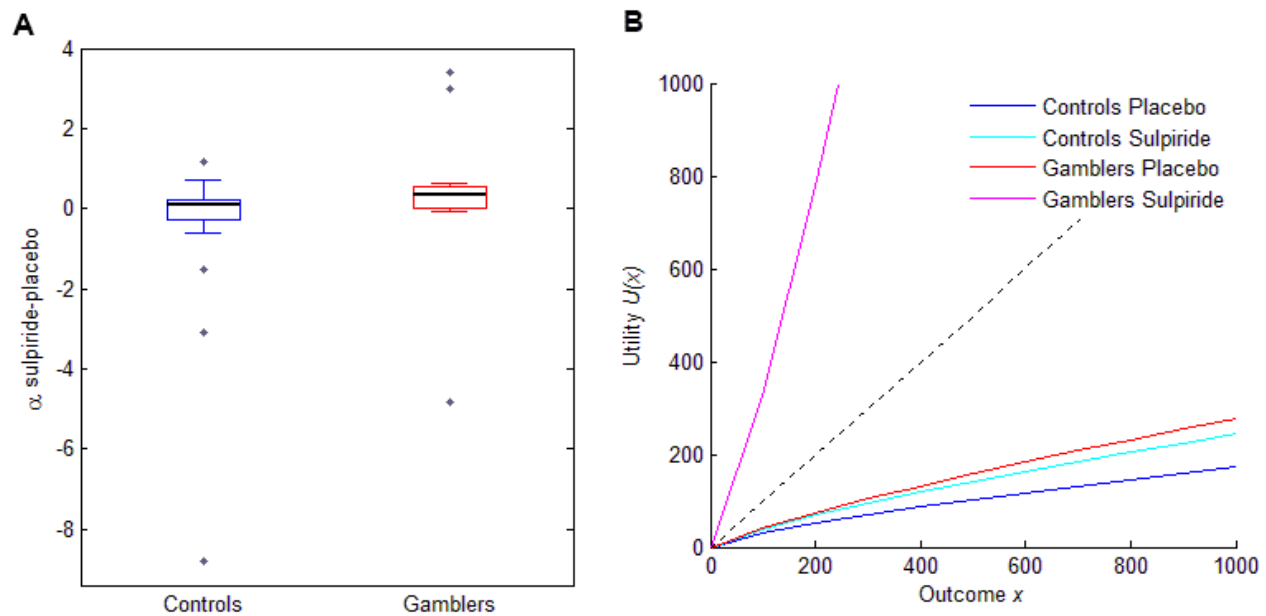 A
4
2
0
-2
-4
-6
-8
α sulpiride-placebo
Controls
Gamblers
B
1000
800
600
400
200
0
Utility U(x)
Controls Placebo
Controls Sulpiride
Gamblers Placebo
Gamblers Sulpiride
0 200 400 600 800 1000
Outcome x